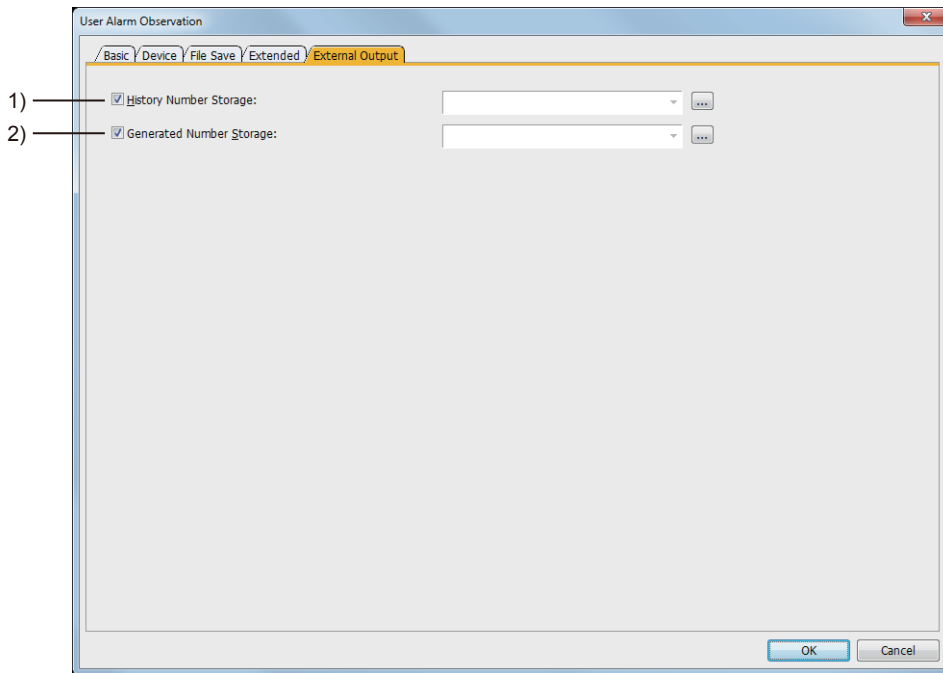 User Alarm Observation
Basic Device File Save Extended External Output
1) History Number Storage: ...
2) Generated Number Storage: ...
OK Cancel